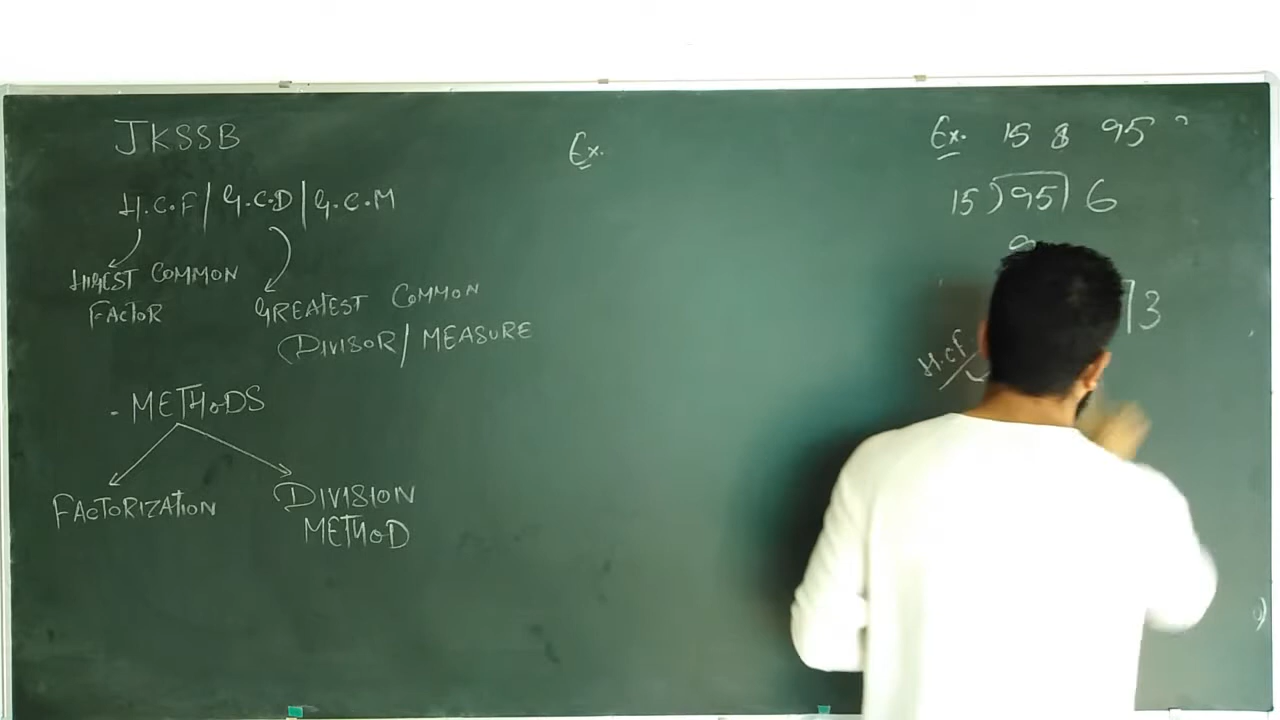 JKSSB
H.C.F/G.C.D/G.C.M
HIGEST COMMON
FACTOR
GREATEST COMMON
DIVISOR/MEASURE
. METHODS
FACTORIZATION
DIVISION
METHOD
Ex.
Ex. 15 & 95 ?
15)95)6
9
)3
H.C.F